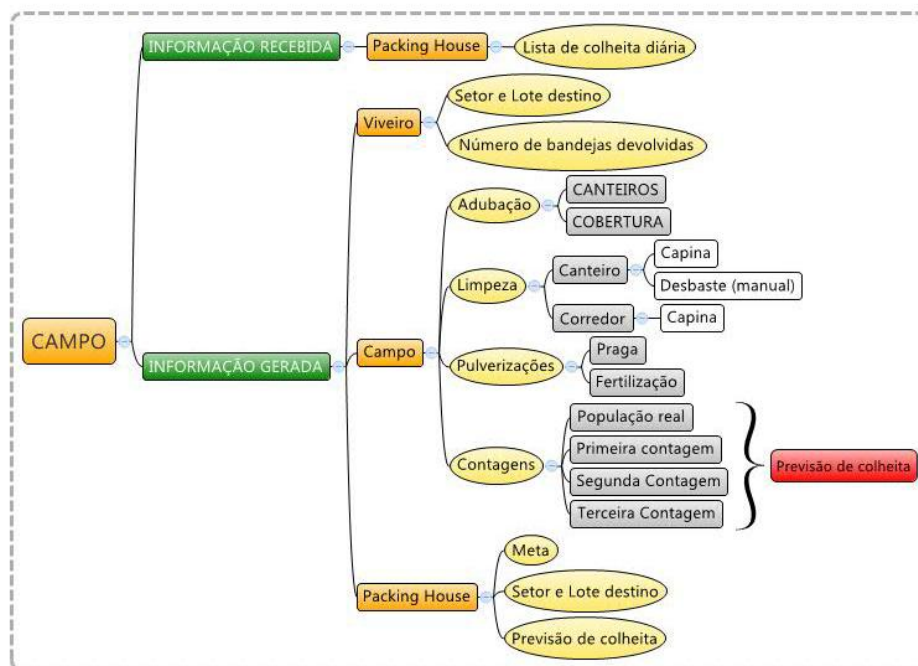 INFORMAÇÃO RECEBIDA
Packing House
Lista de colheita diária
Setor e Lote destino
Viveiro
Número de bandejas devolvidas
CANTEIROS
Adubação
COBERTURA
Capina
Canteiro
Limpeza
Desbaste (manual)
Corredor
Capina
CAMPO
INFORMAÇÃO GERADA
Campo
Praga
Pulverizações
Fertilização
População real
Primeira contagem
Contagens
Segunda Contagem
Terceira Contagem
Previsão de colheita
Meta
Packing House
Setor e Lote destino
Previsão de colheita